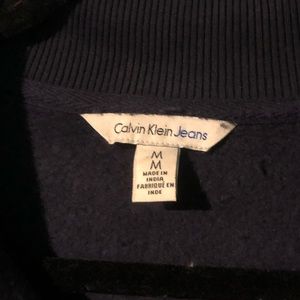 Calvin Klein Jeans
M
M
MADE IN
INDIA
FABRIQUÉ EN
INDE